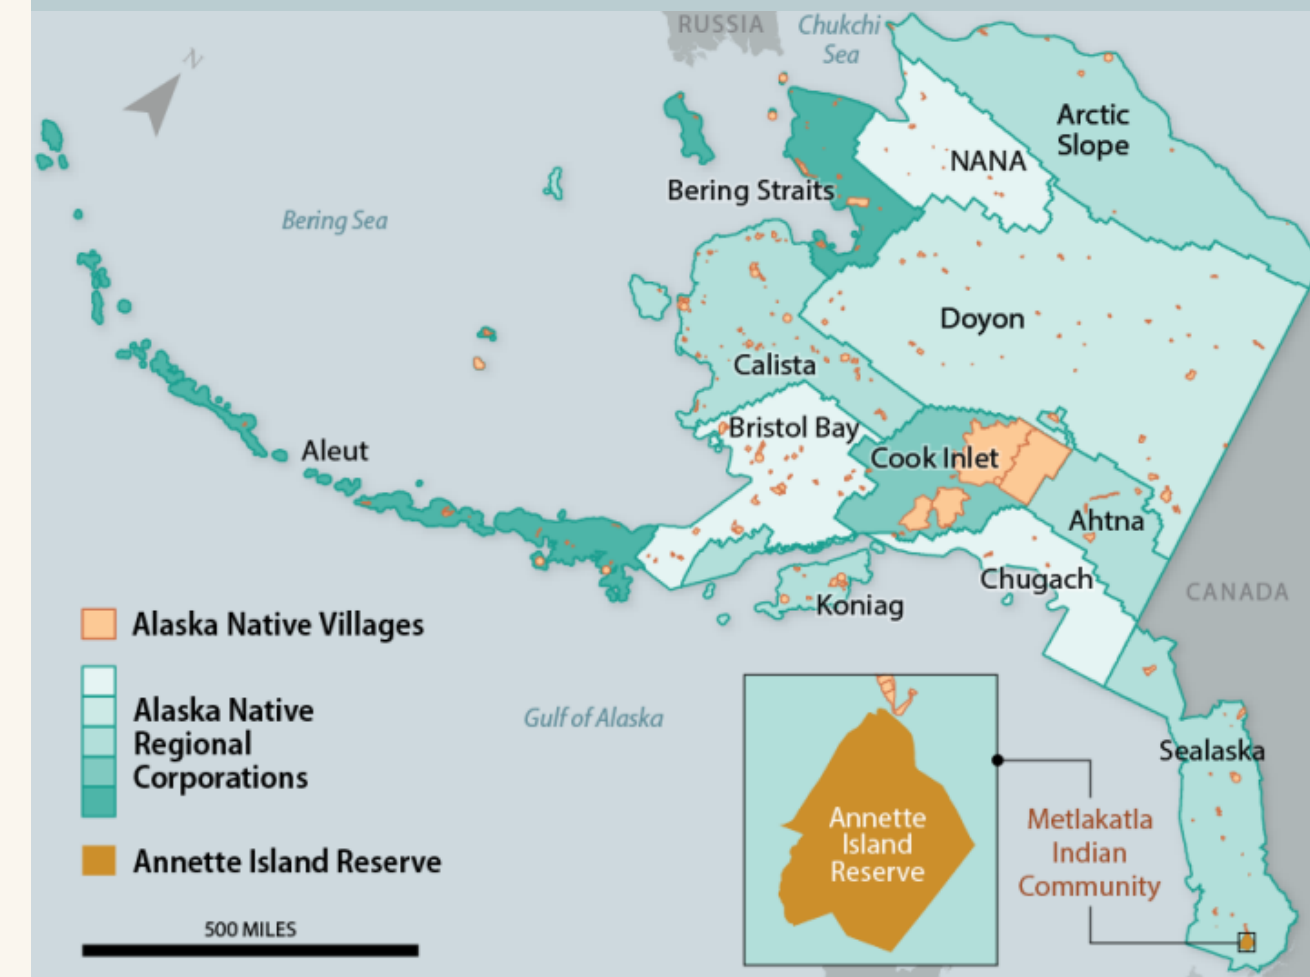 RUSSIA
Chukchi
Sea
N
Arctic
Slope
NANA
Bering Straits
Bering Sea
Doyon
Calista
Bristol Bay
Aleut
Cook Inlet
Ahtna
Chugach
CANADA
Koniag
Alaska Native Villages
Alaska Native
Regional
Corporations
Gulf of Alaska
Sealaska
Annette
Island
Reserve
Metlakatla
Indian
Community
Annette Island Reserve
500 MILES